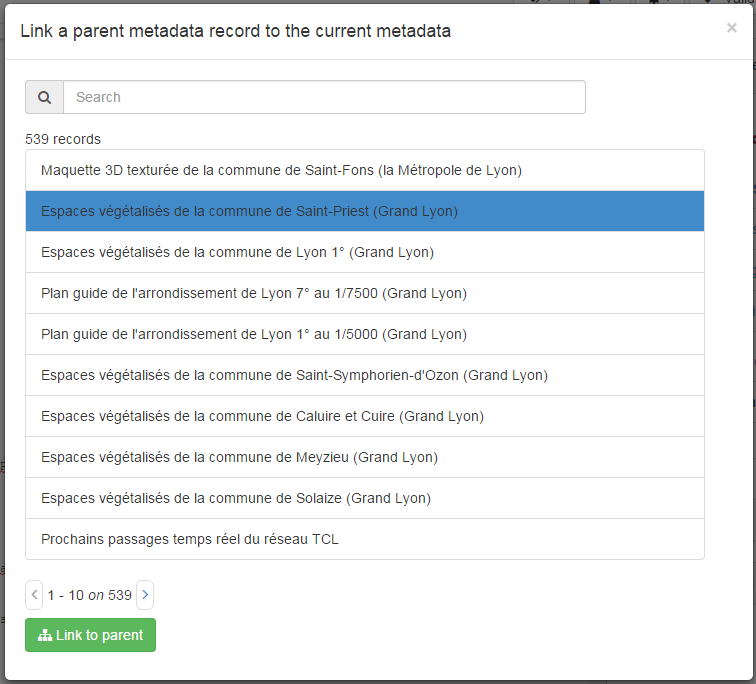 Link a parent metadata record to the current metadata
×
Search
539 records
Maquette 3D texturée de la commune de Saint-Fons (la Métropole de Lyon)
Espaces végétalisés de la commune de Saint-Priest (Grand Lyon)
Espaces végétalisés de la commune de Lyon 1° (Grand Lyon)
Plan guide de l'arrondissement de Lyon 7° au 1/7500 (Grand Lyon)
Plan guide de l'arrondissement de Lyon 1° au 1/5000 (Grand Lyon)
Espaces végétalisés de la commune de Saint-Symphorien-d'Ozon (Grand Lyon)
Espaces végétalisés de la commune de Caluire et Cuire (Grand Lyon)
Espaces végétalisés de la commune de Meyzieu (Grand Lyon)
Espaces végétalisés de la commune de Solaize (Grand Lyon)
Prochains passages temps réel du réseau TCL
< 1 - 10 on 539 >
Link to parent